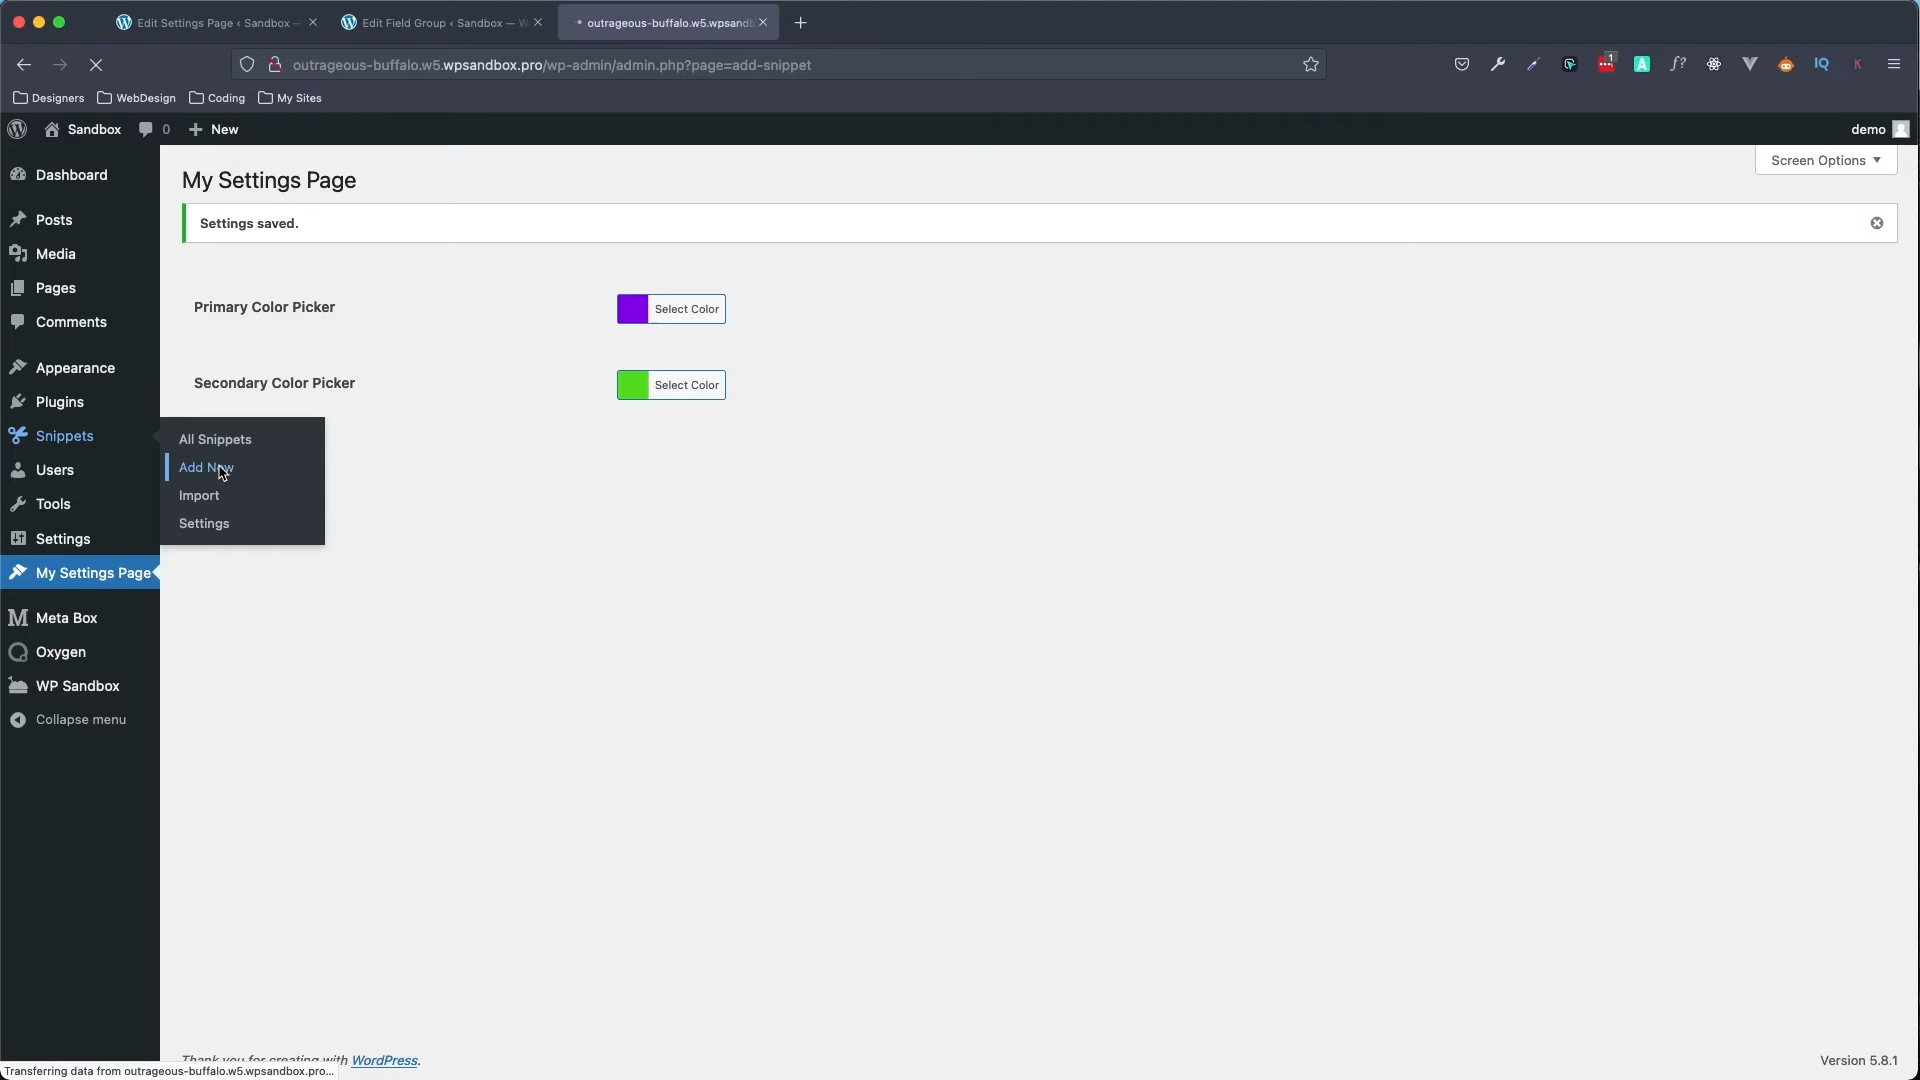 Edit Settings Page ‹ Sandbox —
Edit Field Group ‹ Sandbox — W
outrageous-buffalo.w5.wpsandb
outrageous-buffalo.w5.wpsandbox.pro/wp-admin/admin.php?page=add-snippet
1
IQ
K
Designers
WebDesign
Coding
My Sites
Sandbox
0
New
demo
Screen Options
Dashboard
Posts
Media
Pages
Comments
Appearance
Plugins
Snippets
Users
Tools
Settings
My Settings Page
Meta Box
Oxygen
WP Sandbox
Collapse menu
All Snippets
Add New
Import
Settings
My Settings Page
Settings saved.
Primary Color Picker
Select Color
Secondary Color Picker
Select Color
Thank you for creating with WordPress.
Version 5.8.1
Transferring data from outrageous-buffalo.w5.wpsandbox.pro...